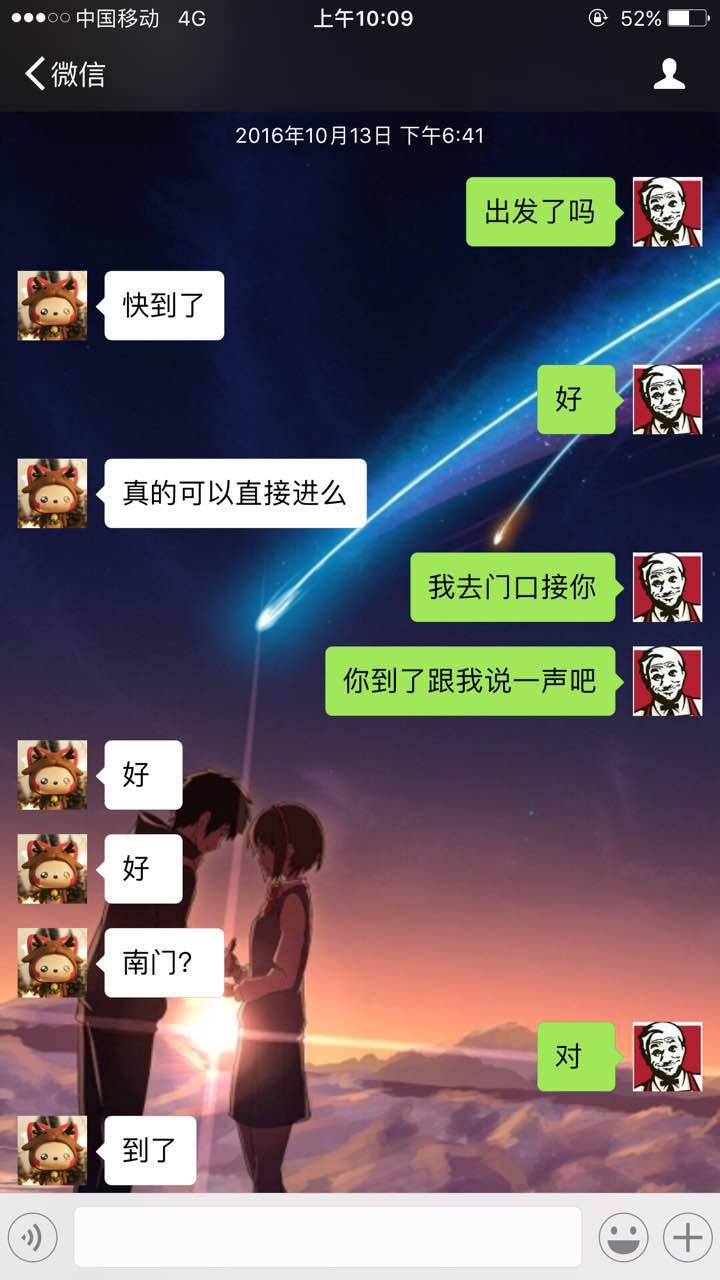 中国移动 4G 上午10:09 52%
微信
2016年10月13日 下午6:41
出发了吗
快到了
好
真的可以直接进么
我去门口接你
你到了跟我说一声吧
好
好
南门?
对
到了